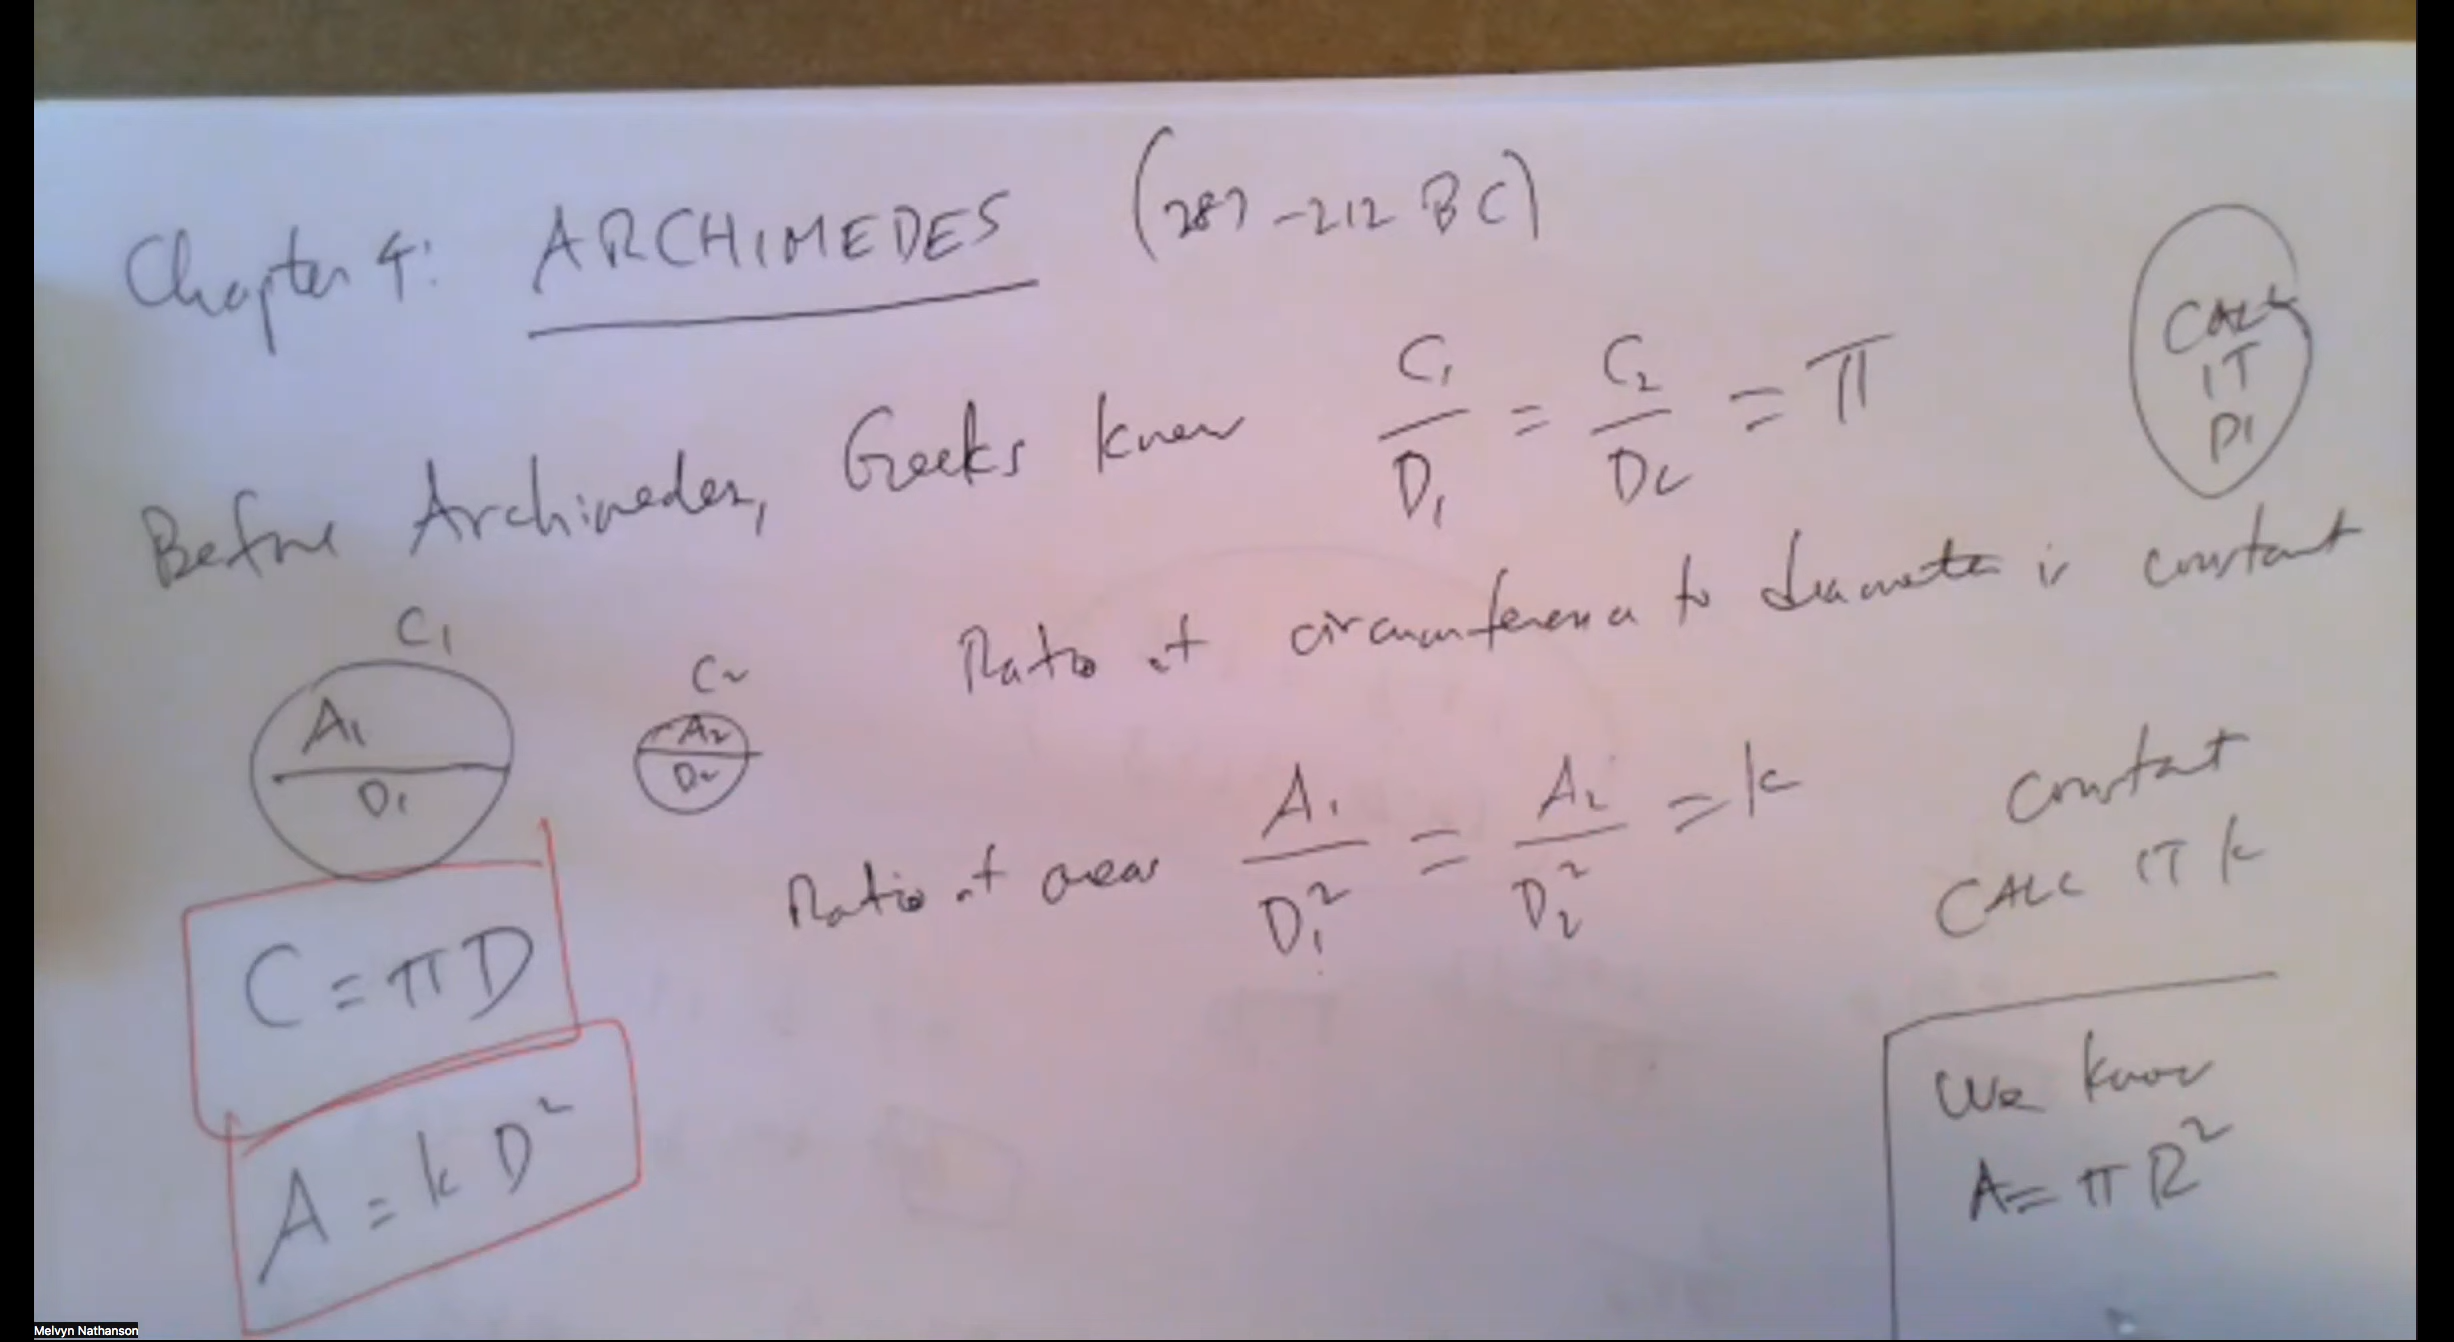 Chapter 4: ARCHIMEDES (287-212 BC)
CALL
IT
PI
Before Archimedes, Greeks knew C₁/D₁ = C₂/D₂ = π
Ratio of circumference to diameter is constant
C₁
A₁
D₁
C₂
A₂
D₂
Ratio of areas A₁/D₁² = A₂/D₂² = k
constant
CALL IT k
C = πD
A = kD²
We know
A = πR²
Melvyn Nathanson